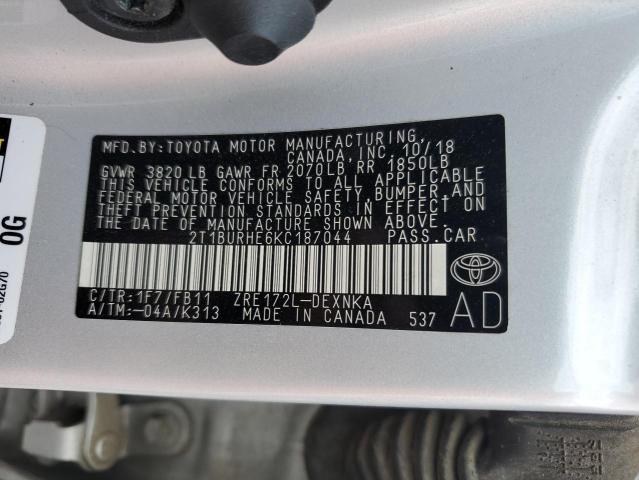 MFD.BY:TOYOTA MOTOR MANUFACTURING,
CANADA,INC. 10/18
GVWR 3820 LB GAWR FR 2070LB RR 1850LB
THIS VEHICLE CONFORMS TO ALL APPLICABLE
FEDERAL MOTOR VEHICLE SAFETY, BUMPER, AND
THEFT PREVENTION STANDARDS IN EFFECT ON
THE DATE OF MANUFACTURE SHOWN ABOVE.
2T1BURHE6KC187044 PASS.CAR
C/TR:1F7/FB11 ZRE172L-DEXNKA
A/TM:-04A/K313 MADE IN CANADA 537
AD
OG